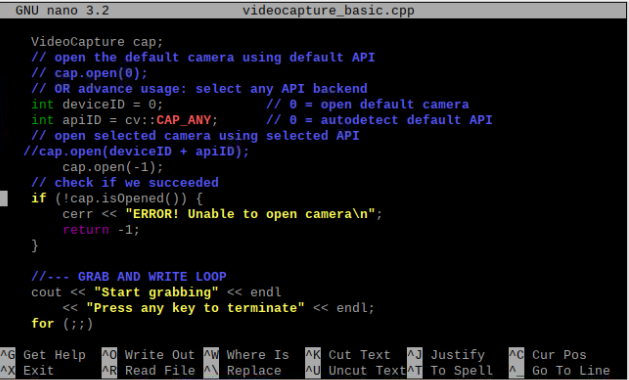 GNU nano 3.2 videocapture_basic.cpp
VideoCapture cap;
// open the default camera using default API
// cap.open(0);
// OR advance usage: select any API backend
int deviceID = 0; // 0 = open default camera
int apiID = cv::CAP_ANY; // 0 = autodetect default API
// open selected camera using selected API
//cap.open(deviceID + apiID);
cap.open(-1);
// check if we succeeded
if (!cap.isOpened()) {
cerr << "ERROR! Unable to open camera\n";
return -1;
}
//--- GRAB AND WRITE LOOP
cout << "Start grabbing" << endl
<< "Press any key to terminate" << endl;
for (;;)
^G Get Help ^O Write Out ^W Where Is ^K Cut Text ^J Justify ^C Cur Pos
^X Exit ^R Read File ^\ Replace ^U Uncut Text ^T To Spell ^_ Go To Line